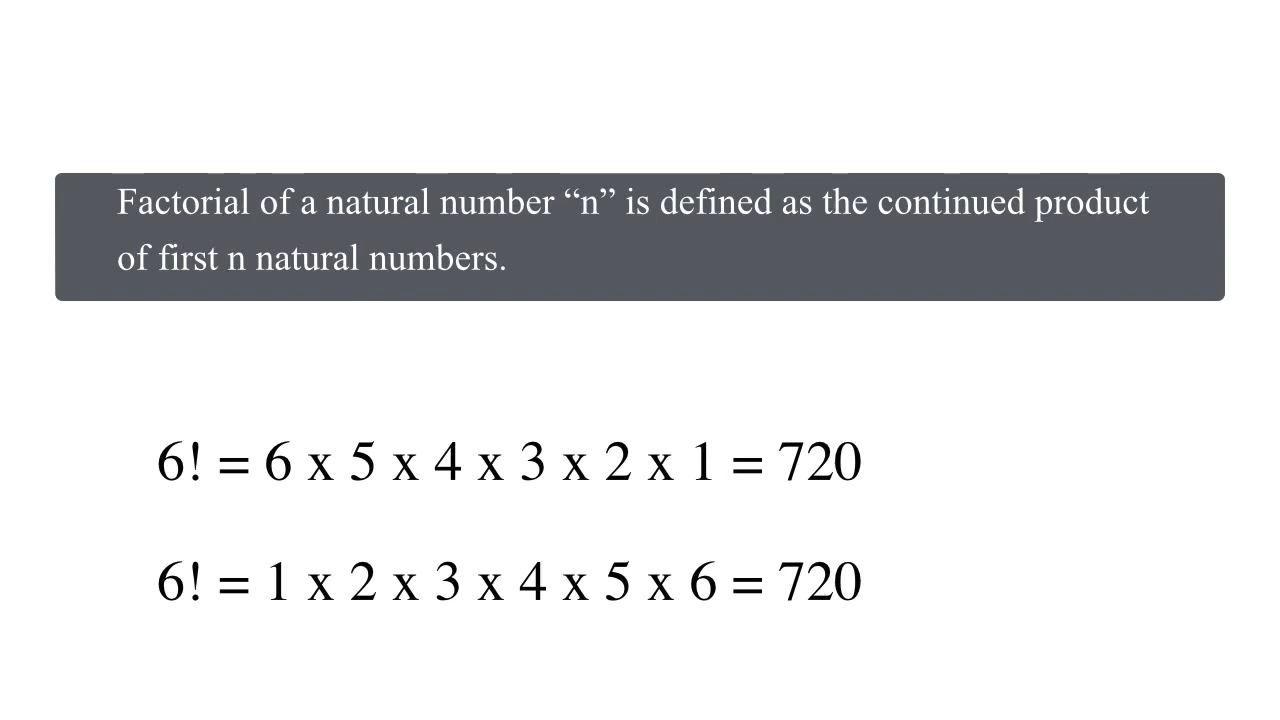 Factorial of a natural number “n” is defined as the continued product
of first n natural numbers.
6! = 6 x 5 x 4 x 3 x 2 x 1 = 720
6! = 1 x 2 x 3 x 4 x 5 x 6 = 720